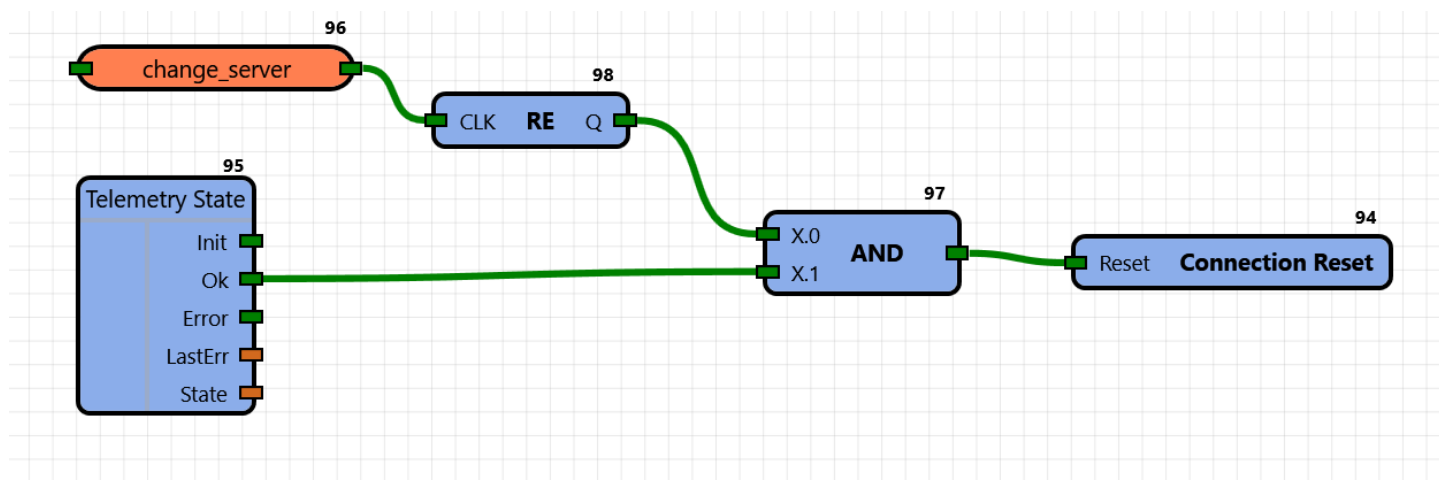 96
change_server
98
CLK RE Q
95
Telemetry State
Init
Ok
Error
LastErr
State
97
X.0
AND
X.1
94
Reset Connection Reset